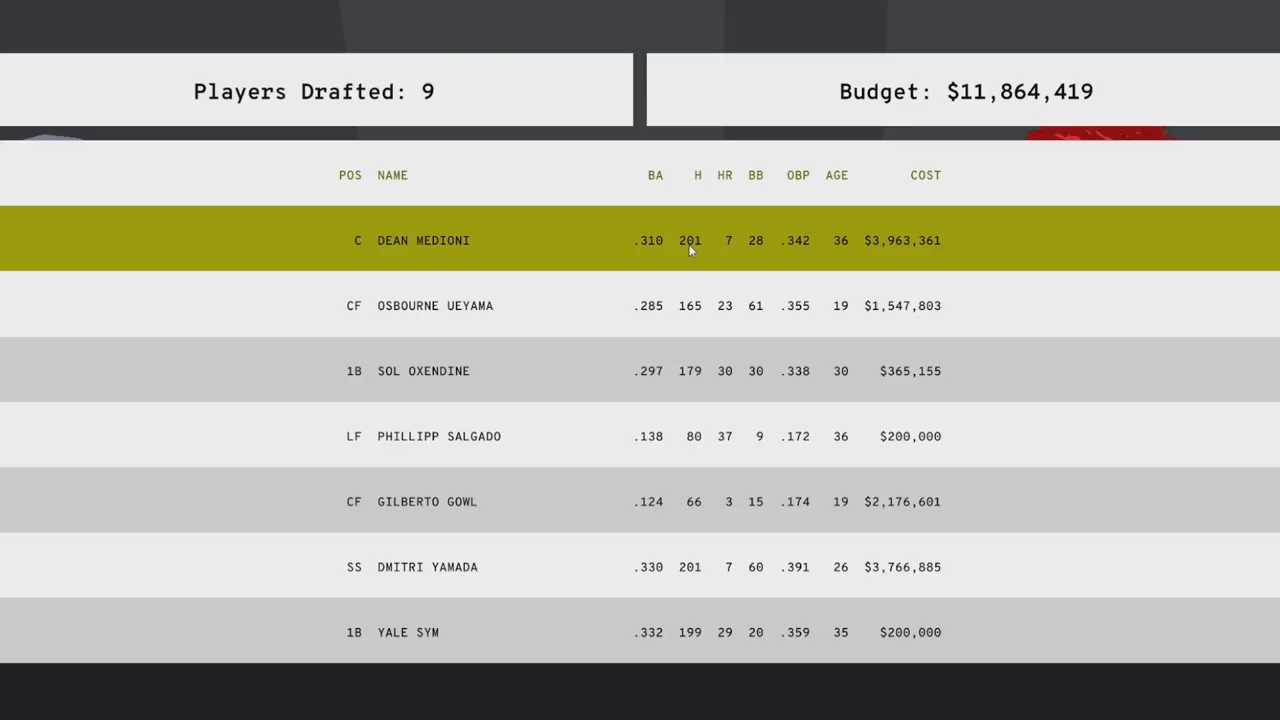 Players Drafted: 9
Budget: $11,864,419
POS NAME BA H HR BB OBP AGE COST
C DEAN MEDIONI .310 201 7 28 .342 36 $3,963,361
CF OSBOURNE UEYAMA .285 165 23 61 .355 19 $1,547,803
1B SOL OXENDINE .297 179 30 30 .338 30 $365,155
LF PHILLIPP SALGADO .138 80 37 9 .172 36 $200,000
CF GILBERTO GOWL .124 66 3 15 .174 19 $2,176,601
SS DMITRI YAMADA .330 201 7 60 .391 26 $3,766,885
1B YALE SYM .332 199 29 20 .359 35 $200,000